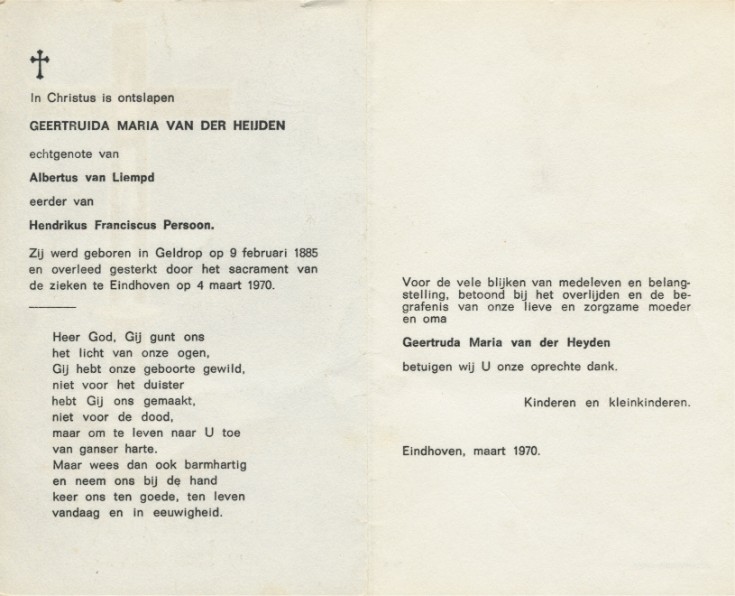 In Christus is ontslapen
GEERTRUIDA MARIA VAN DER HEIJDEN
echtgenote van
Albertus van Liempd
eerder van
Hendrikus Franciscus Persoon.
Zij werd geboren in Geldrop op 9 februari 1885
en overleed gesterkt door het sacrament van
de zieken te Eindhoven op 4 maart 1970.
Heer God, Gij gunt ons
het licht van onze ogen,
Gij hebt onze geboorte gewild,
niet voor het duister
hebt Gij ons gemaakt,
niet voor de dood,
maar om te leven naar U toe
van ganser harte.
Maar wees dan ook barmhartig
en neem ons bij de hand
keer ons ten goede, ten leven
vandaag en in eeuwigheid.
Voor de vele blijken van medeleven en belang-
stelling, betoond bij het overlijden en de be-
grafenis van onze lieve en zorgzame moeder
en oma
Geertruda Maria van der Heyden
betuigen wij U onze oprechte dank.
Kinderen en kleinkinderen.
Eindhoven, maart 1970.